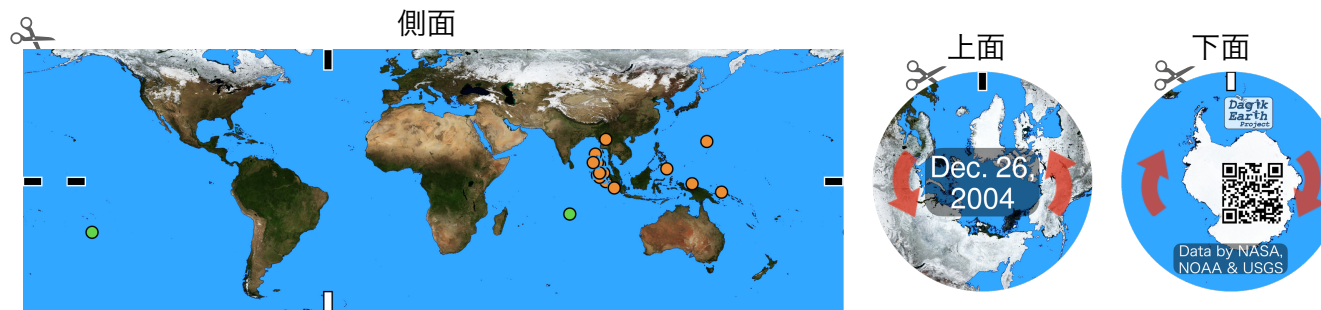 側面
上面
下面
Dec. 26,
2004
Dagik
Earth
Project
Data by NASA,
NOAA & USGS